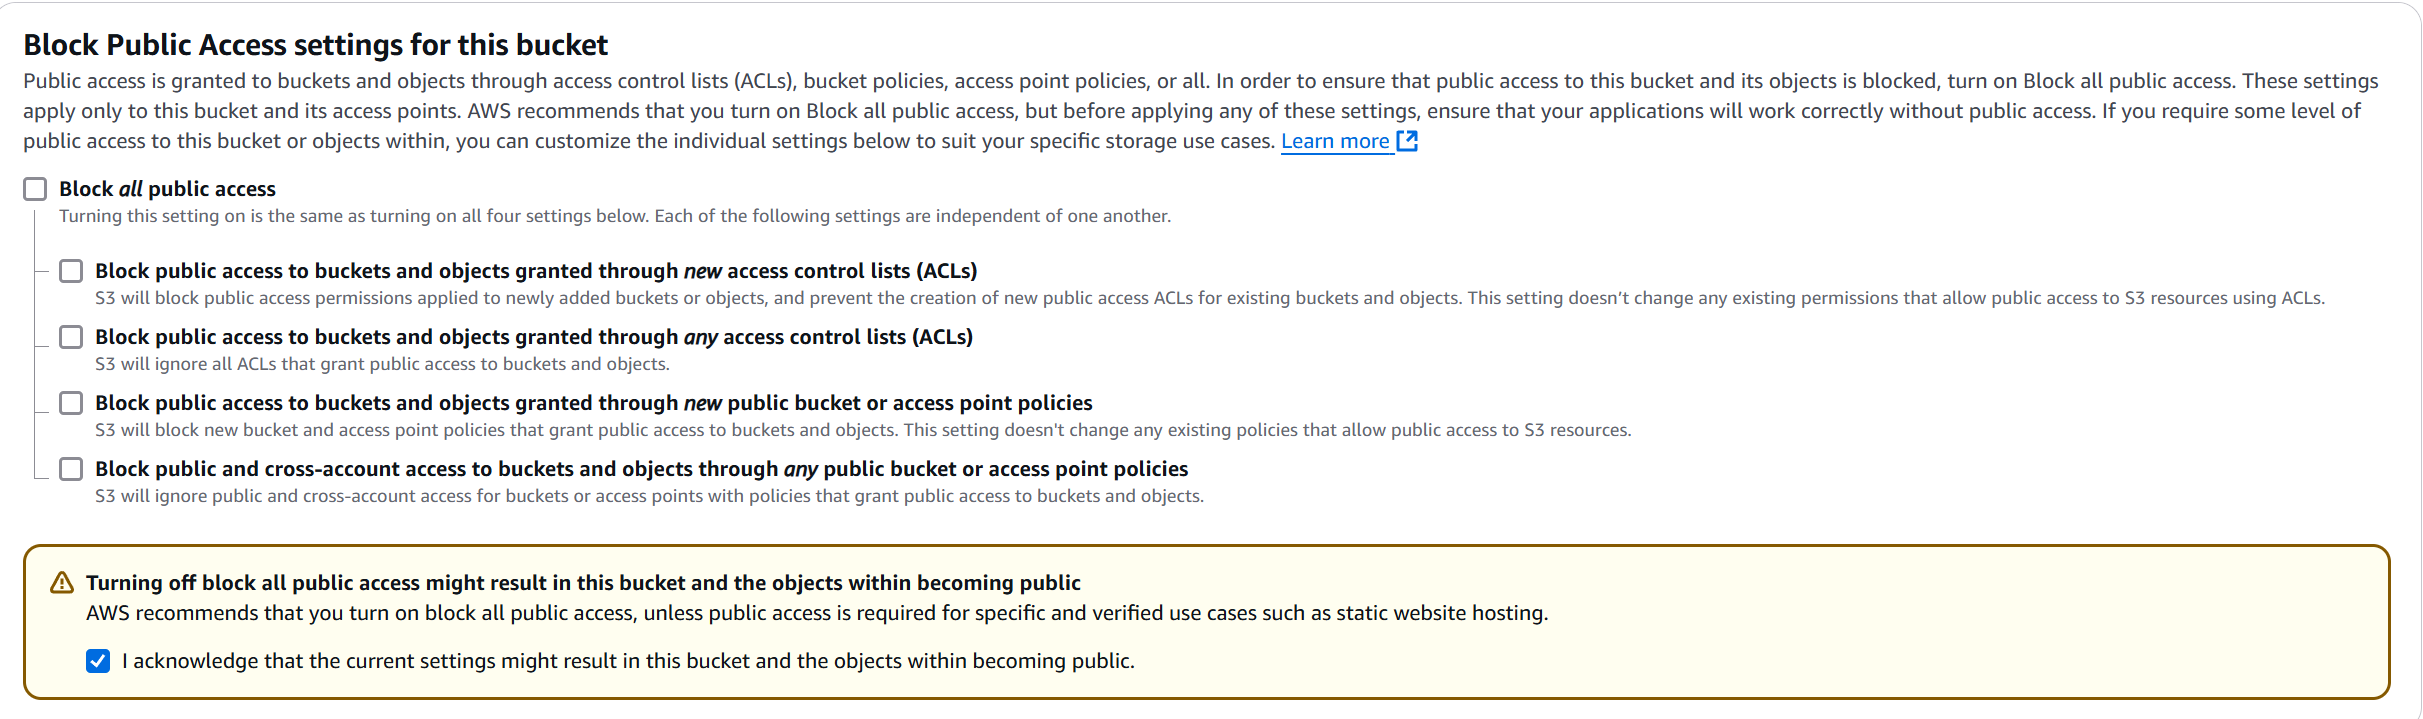 Block Public Access settings for this bucket
Public access is granted to buckets and objects through access control lists (ACLs), bucket policies, access point policies, or all. In order to ensure that public access to this bucket and its objects is blocked, turn on Block all public access. These settings
apply only to this bucket and its access points. AWS recommends that you turn on Block all public access, but before applying any of these settings, ensure that your applications will work correctly without public access. If you require some level of
public access to this bucket or objects within, you can customize the individual settings below to suit your specific storage use cases. Learn more
Block all public access
Turning this setting on is the same as turning on all four settings below. Each of the following settings are independent of one another.
Block public access to buckets and objects granted through new access control lists (ACLs)
S3 will block public access permissions applied to newly added buckets or objects, and prevent the creation of new public access ACLs for existing buckets and objects. This setting doesn’t change any existing permissions that allow public access to S3 resources using ACLs.
Block public access to buckets and objects granted through any access control lists (ACLs)
S3 will ignore all ACLs that grant public access to buckets and objects.
Block public access to buckets and objects granted through new public bucket or access point policies
S3 will block new bucket and access point policies that grant public access to buckets and objects. This setting doesn't change any existing policies that allow public access to S3 resources.
Block public and cross-account access to buckets and objects through any public bucket or access point policies
S3 will ignore public and cross-account access for buckets or access points with policies that grant public access to buckets and objects.
Turning off block all public access might result in this bucket and the objects within becoming public
AWS recommends that you turn on block all public access, unless public access is required for specific and verified use cases such as static website hosting.
I acknowledge that the current settings might result in this bucket and the objects within becoming public.